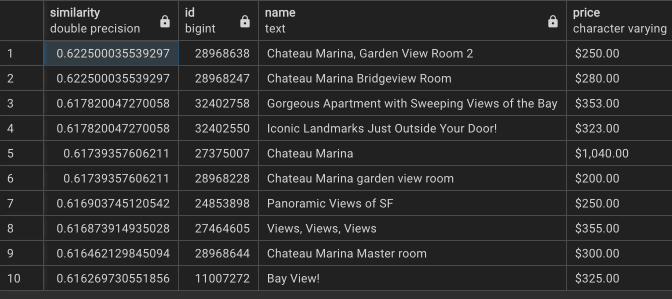 similarity id name price
double precision bigint text character varying
1 0.622500035539297 28968638 Chateau Marina, Garden View Room 2 $250.00
2 0.622500035539297 28968247 Chateau Marina Bridgeview Room $280.00
3 0.617820047270058 32402758 Gorgeous Apartment with Sweeping Views of the Bay $353.00
4 0.617820047270058 32402550 Iconic Landmarks Just Outside Your Door! $323.00
5 0.61739357606211 27375007 Chateau Marina $1,040.00
6 0.61739357606211 28968228 Chateau Marina garden view room $200.00
7 0.616903745120542 24853898 Panoramic Views of SF $250.00
8 0.616873914935028 27464605 Views, Views, Views $355.00
9 0.616462129845094 28968644 Chateau Marina Master room $300.00
10 0.616269730551856 11007272 Bay View! $325.00